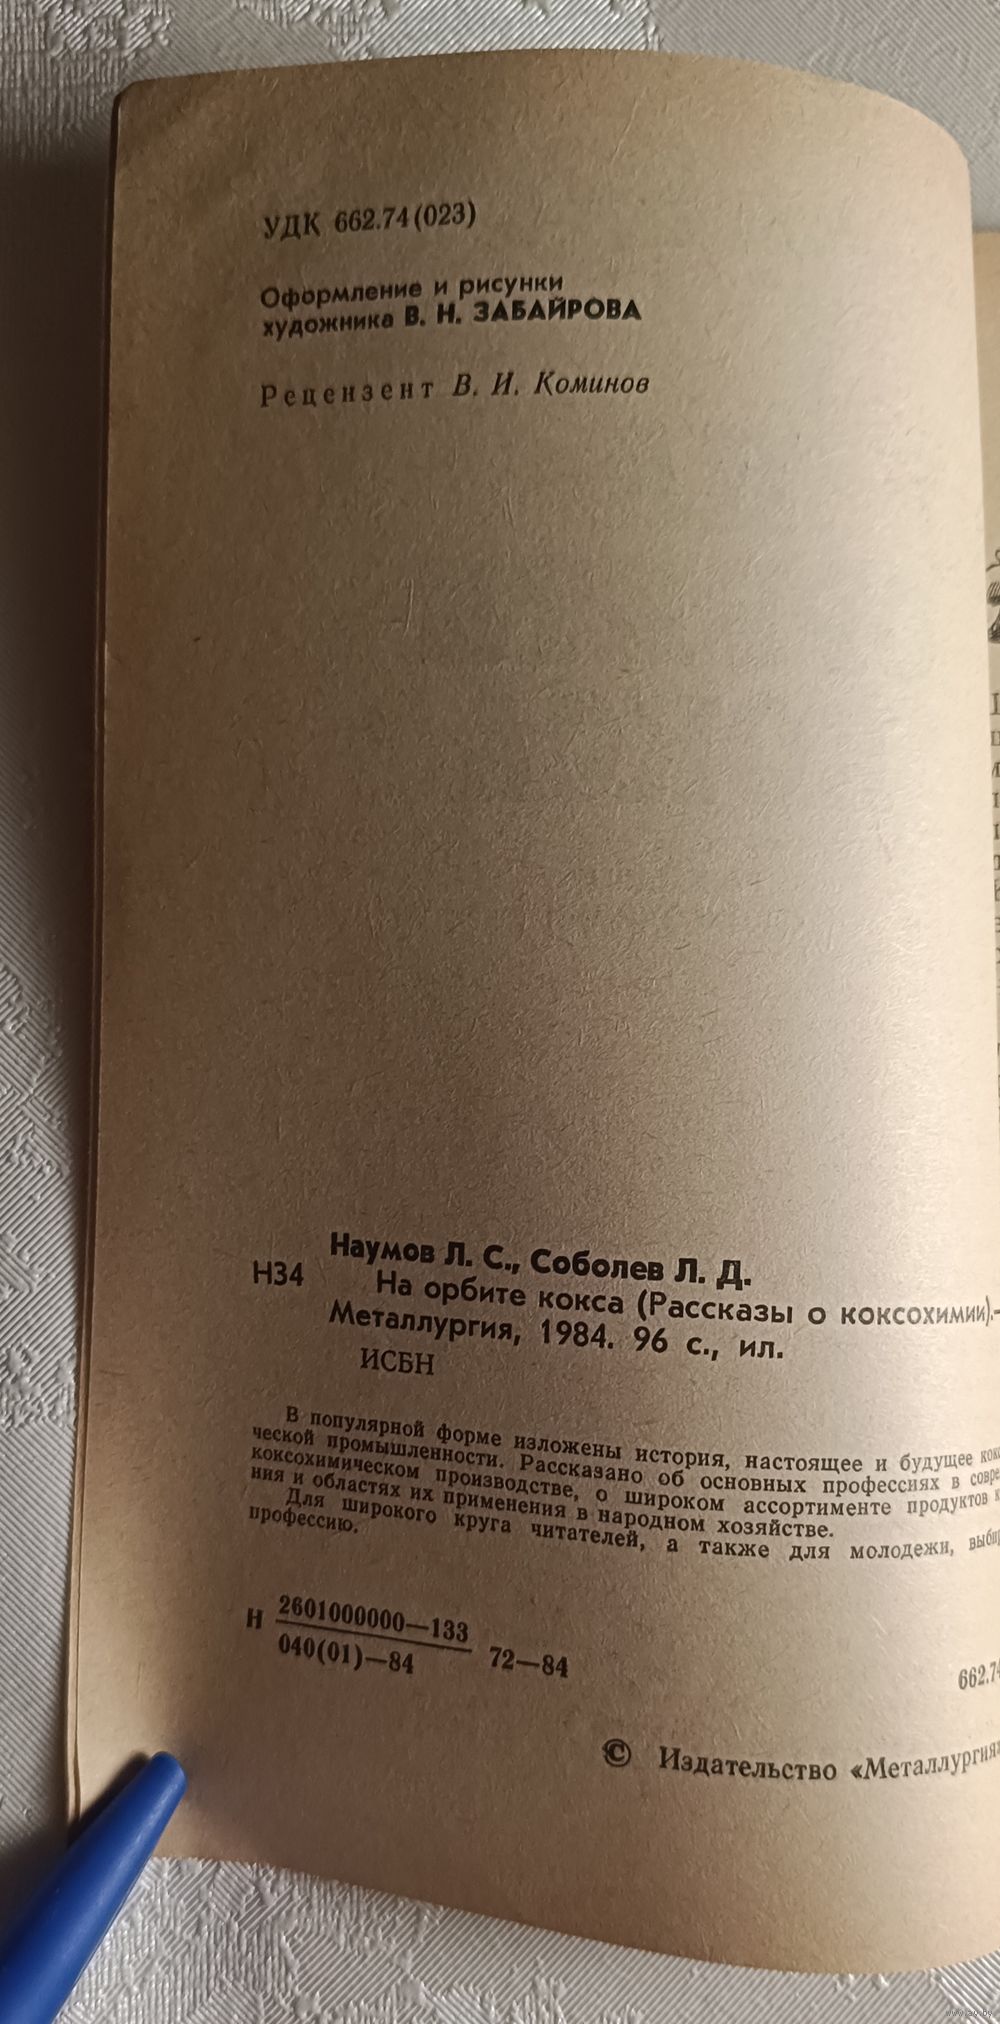 УДК 662.74(023)
Оформление и рисунки
художника В. Н. ЗАБАЙРОВА
Рецензент В. И. Коминов
Наумов Л. С., Соболев Л. Д.
Н34 На орбите кокса (Рассказы о коксохимии).—
Металлургия, 1984. 96 с., ил.
ИСБН
В популярной форме изложены история, настоящее и будущее
ческой промышленности. Рассказано об основных профессиях в
коксохимическом производстве, о широком ассортименте продуктов
ния и областях их применения в народном хозяйстве.
Для широкого круга читателей, а также для молодежи,
профессию.
Н 2601000000—133
040(01)—84 72—84
662.74
© Издательство «Металлургия»